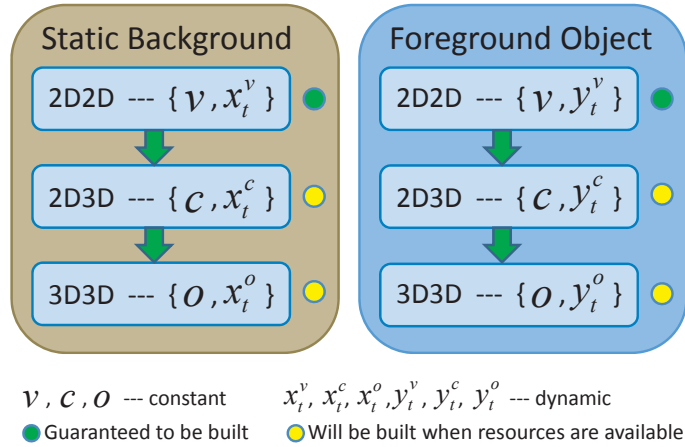 Static Background
2D2D --- { v , x_t^v }
2D3D --- { c , x_t^c }
3D3D --- { o , x_t^o }
Foreground Object
2D2D --- { v , y_t^v }
2D3D --- { c , y_t^c }
3D3D --- { o , y_t^o }
v , c , o --- constant
x_t^v, x_t^c, x_t^o, y_t^v, y_t^c, y_t^o --- dynamic
Guaranteed to be built
Will be built when resources are available